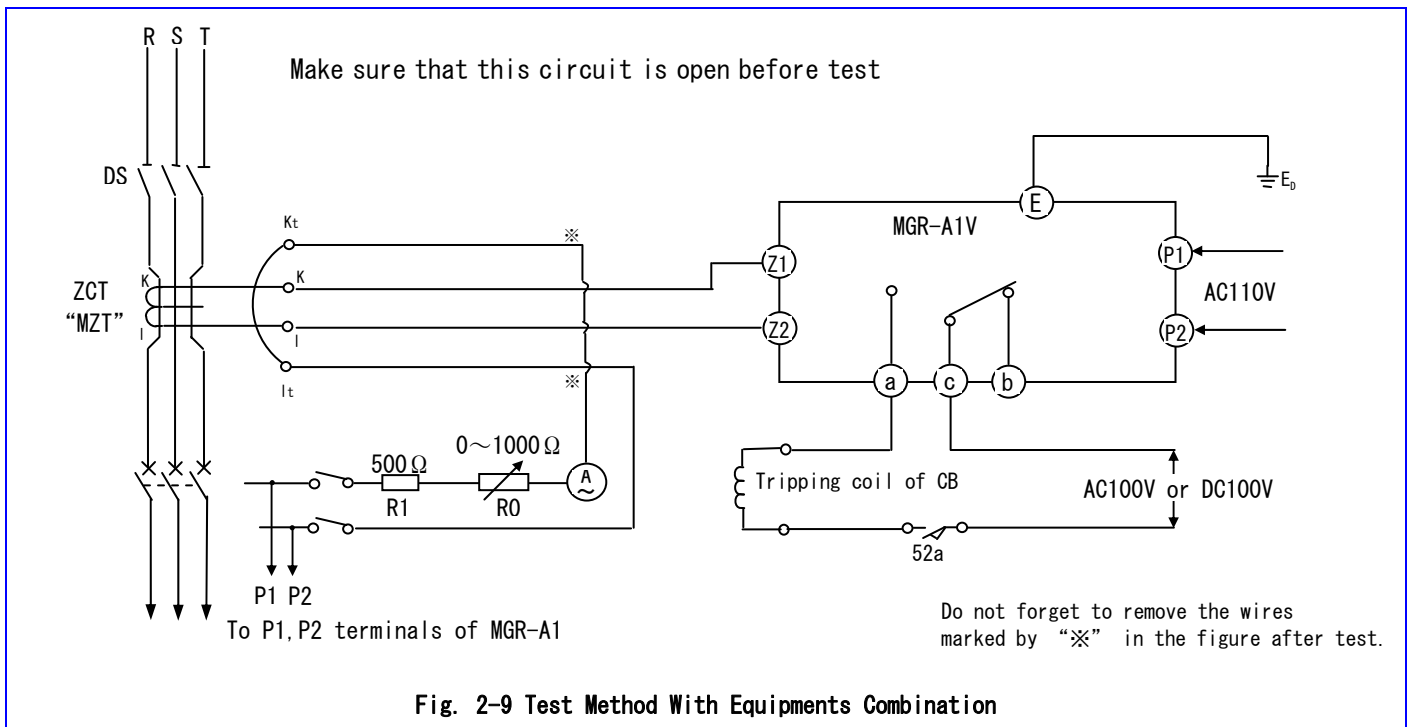 R S T
Make sure that this circuit is open before test
DS
E
E_D
MGR-A1V
Kt
※
Z1
P1
K
K
ZCT
"MZT"
AC110V
l
l
Z2
P2
It
※
a
c
b
0～1000Ω
500Ω
A
~
R1
R0
Tripping coil of CB
AC100V or DC100V
52a
P1 P2
To P1,P2 terminals of MGR-A1
Do not forget to remove the wires
marked by "※" in the figure after test.
Fig. 2-9 Test Method With Equipments Combination